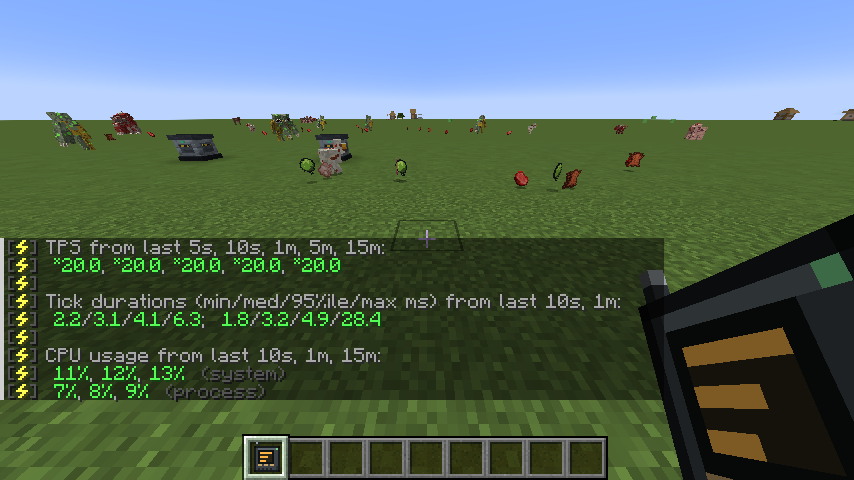 [⚡] TPS from last 5s, 10s, 1m, 5m, 15m:
[⚡] *20.0, *20.0, *20.0, *20.0, *20.0
[⚡]
[⚡] Tick durations (min/med/95%ile/max ms) from last 10s, 1m:
[⚡] 2.2/3.1/4.1/6.3; 1.8/3.2/4.9/28.4
[⚡]
[⚡] CPU usage from last 10s, 1m, 15m:
[⚡] 11%, 12%, 13% (system)
[⚡] 7%, 8%, 9% (process)